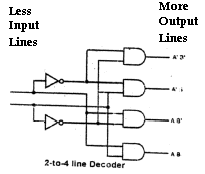 Less
Input
Lines
More
Output
Lines
A B'
A B
2-to-4 line Decoder